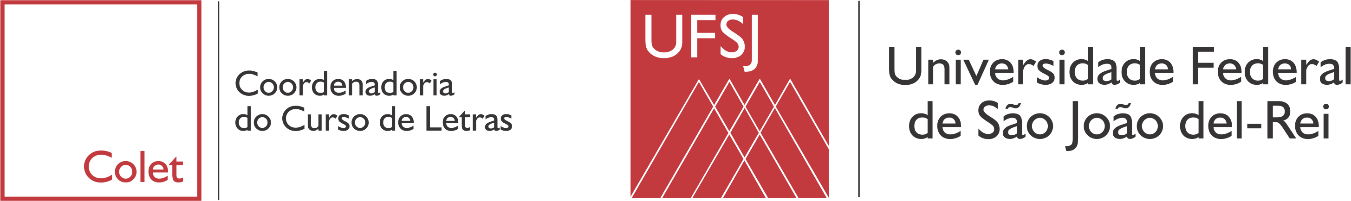 Colet
Coordenadoria
do Curso de Letras
UFSJ
Universidade Federal
de São João del-Rei